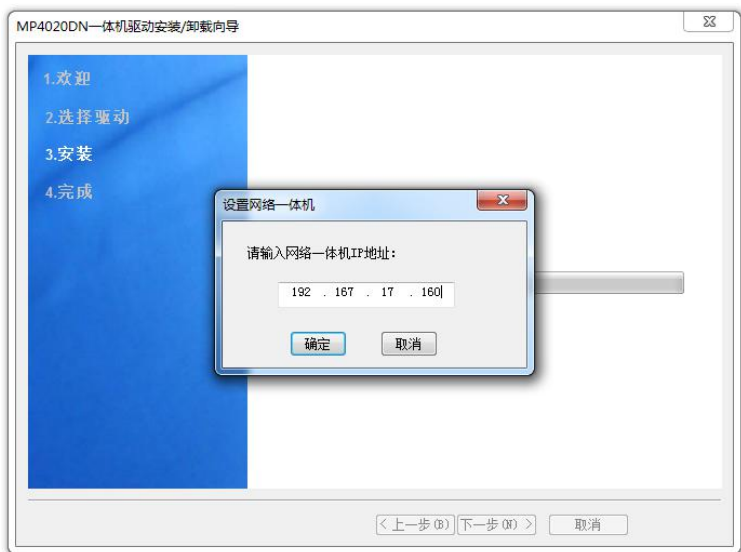 MP4020DN一体机驱动安装/卸载向导
1.欢迎
2.选择驱动
3.安装
4.完成
设置网络一体机
请输入网络一体机IP地址:
192 . 167 . 17 . 160
确定
取消
< 上一步(B)
下一步(N) >
取消